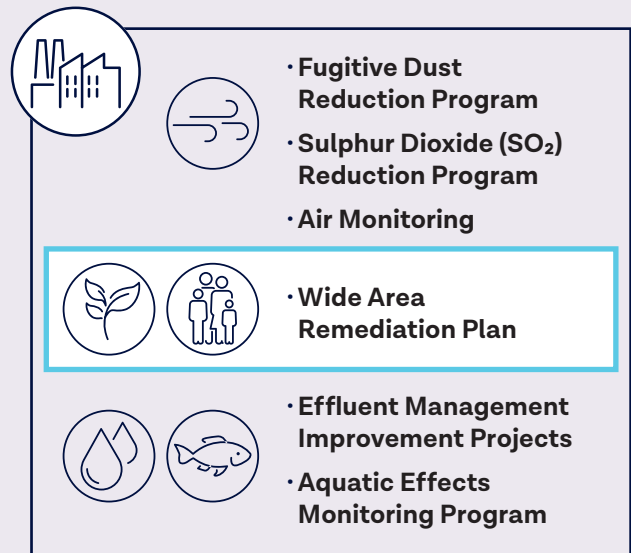 · Fugitive Dust
Reduction Program
· Sulphur Dioxide (SO₂)
Reduction Program
· Air Monitoring
· Wide Area
Remediation Plan
· Effluent Management
Improvement Projects
· Aquatic Effects
Monitoring Program